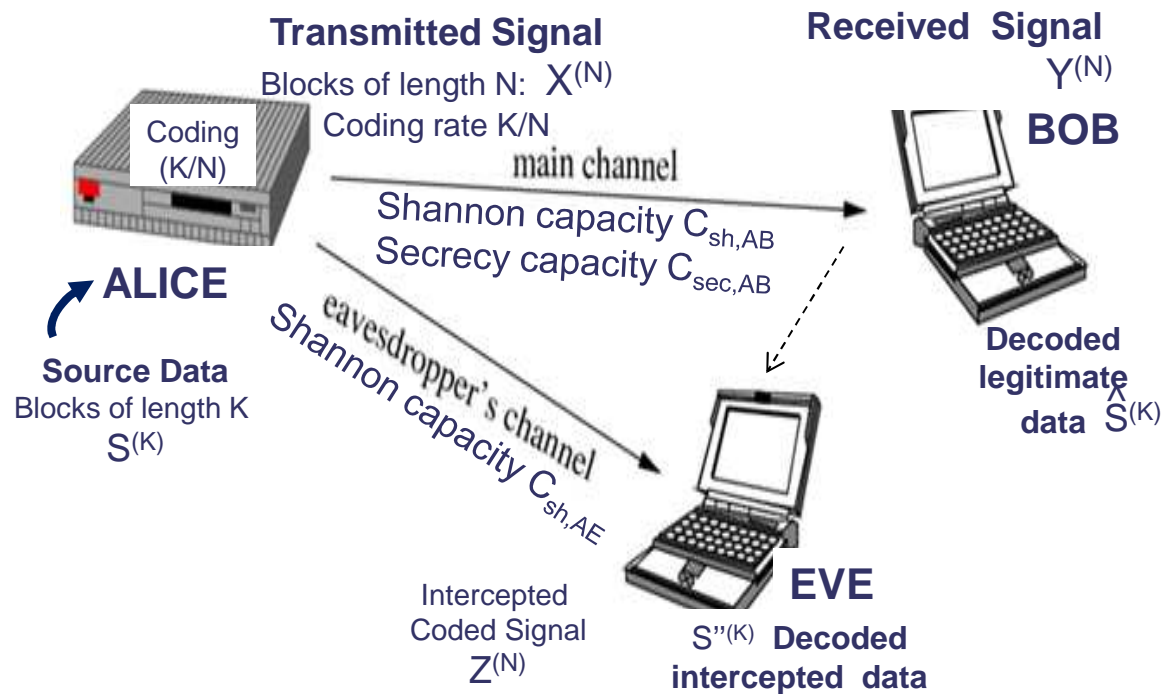 Transmitted Signal
Blocks of length N: X(N)
Coding rate K/N
Received Signal
Y(N)
BOB
Coding
(K/N)
main channel
Shannon capacity Csh,AB
Secrecy capacity Csec,AB
ALICE
eavesdropper's channel
Shannon capacity Csh,AE
Source Data
Blocks of length K
S(K)
Decoded
legitimate
data Ŝ(K)
EVE
Intercepted
Coded Signal
Z(N)
S''(K) Decoded
intercepted data